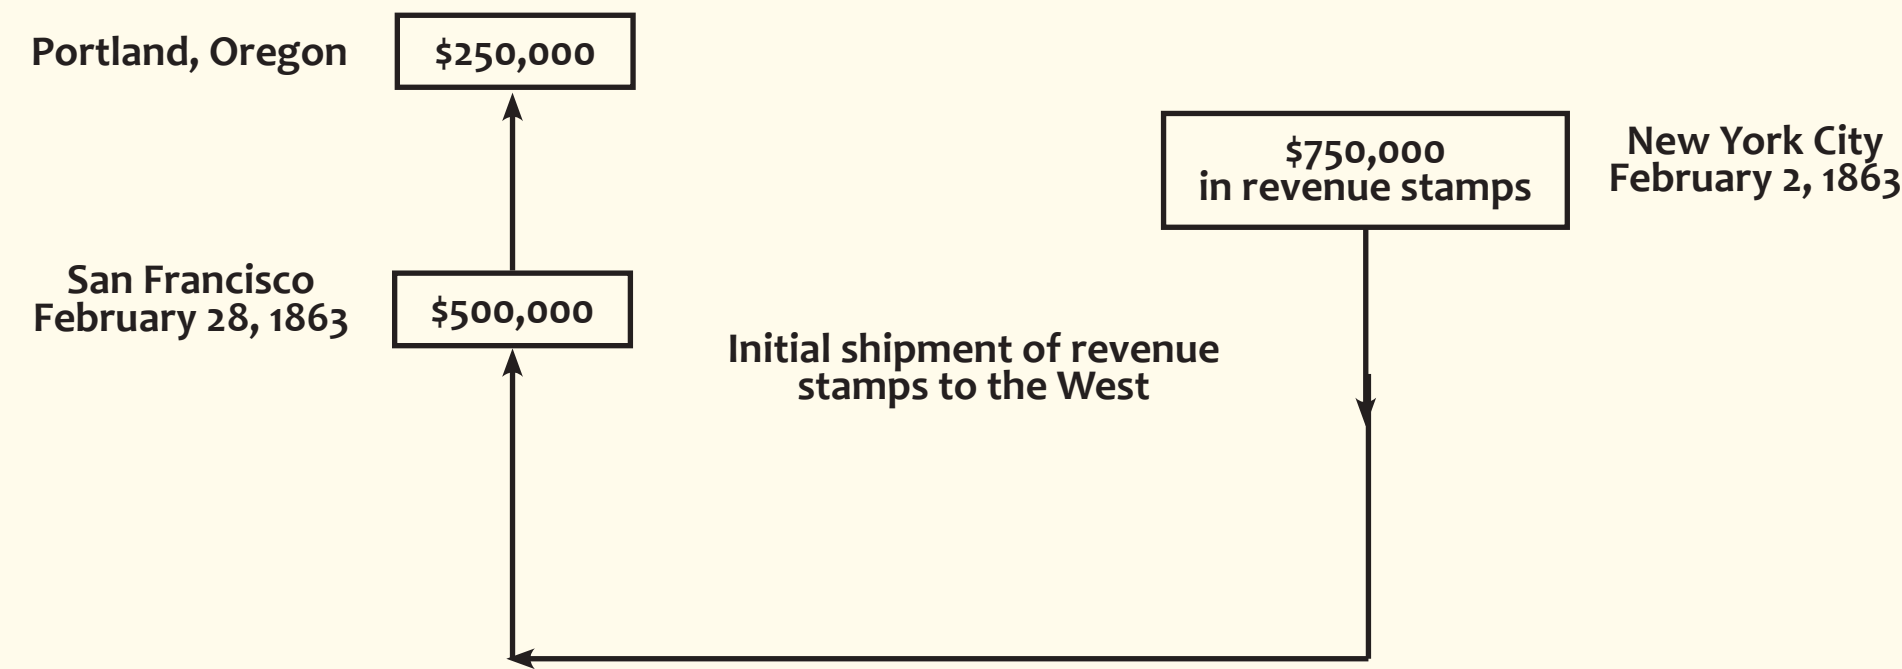 Portland, Oregon
$250,000
$750,000
in revenue stamps
New York City
February 2, 1863
San Francisco
February 28, 1863
$500,000
Initial shipment of revenue
stamps to the West